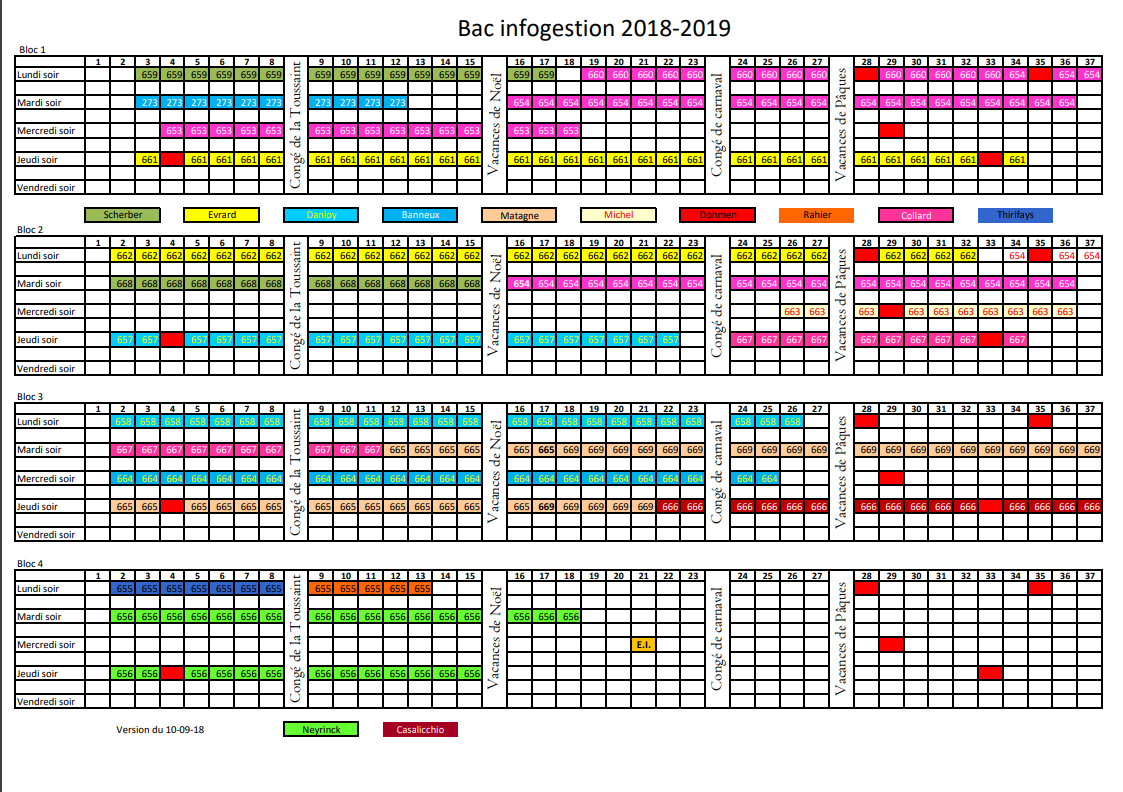 Bac infogestion 2018-2019
Bloc 1
1 2 3 4 5 6 7 8 Congé de la Toussaint 9 10 11 12 13 14 15 Vacances de Noël 16 17 18 19 20 21 22 23 Congé de carnaval 24 25 26 27 Vacances de Pâques 28 29 30 31 32 33 34 35 36 37
Lundi soir 659 659 659 659 659 659 659 659 659 659 659 659 659 659 659 660 660 660 660 660 660 660 660 660 660 660 660 660 660 654 654 654
Mardi soir 273 273 273 273 273 273 273 273 273 273 654 654 654 654 654 654 654 654 654 654 654 654 654 654 654 654 654 654 654 654 654
Mercredi soir 653 653 653 653 653 653 653 653 653 653 653 653 653 653 653
Jeudi soir 661 661 661 661 661 661 661 661 661 661 661 661 661 661 661 661 661 661 661 661 661 661 661 661 661 661 661 661 661 661
Vendredi soir
Scherber Evrard Danloy Banneux Matagne Michel Dohmen Rahier Collard Thirifays
Bloc 2
1 2 3 4 5 6 7 8 Congé de la Toussaint 9 10 11 12 13 14 15 Vacances de Noël 16 17 18 19 20 21 22 23 Congé de carnaval 24 25 26 27 Vacances de Pâques 28 29 30 31 32 33 34 35 36 37
Lundi soir 662 662 662 662 662 662 662 662 662 662 662 662 662 662 662 662 662 662 662 662 662 662 662 662 662 662 662 662 662 662 654 654 654
Mardi soir 668 668 668 668 668 668 668 668 668 668 668 668 668 668 654 654 654 654 654 654 654 654 654 654 654 654 654 654 654 654 654 654 654 654 654
Mercredi soir 663 663 663 663 663 663 663 663 663 663
Jeudi soir 657 657 657 657 657 657 657 657 657 657 657 657 657 657 657 657 657 657 657 657 667 667 667 667 667 667 667 667 667 667
Vendredi soir
Bloc 3
1 2 3 4 5 6 7 8 Congé de la Toussaint 9 10 11 12 13 14 15 Vacances de Noël 16 17 18 19 20 21 22 23 Congé de carnaval 24 25 26 27 Vacances de Pâques 28 29 30 31 32 33 34 35 36 37
Lundi soir 658 658 658 658 658 658 658 658 658 658 658 658 658 658 658 658 658 658 658 658 658 658 658 658 658
Mardi soir 667 667 667 667 667 667 667 667 667 667 665 665 665 665 665 665 669 669 669 669 669 669 669 669 669 669 669 669 669 669 669 669 669 669 669 669
Mercredi soir 664 664 664 664 664 664 664 664 664 664 664 664 664 664 664 664 664 664 664 664 664 664 664 664
Jeudi soir 665 665 665 665 665 665 665 665 665 665 665 665 665 665 669 669 669 669 669 666 666 666 666 666 666 666 666 666 666 666 666 666 666 666
Vendredi soir
Bloc 4
1 2 3 4 5 6 7 8 Congé de la Toussaint 9 10 11 12 13 14 15 Vacances de Noël 16 17 18 19 20 21 22 23 Congé de carnaval 24 25 26 27 Vacances de Pâques 28 29 30 31 32 33 34 35 36 37
Lundi soir 655 655 655 655 655 655 655 655 655 655 655 655
Mardi soir 656 656 656 656 656 656 656 656 656 656 656 656 656 656 656 656 656
Mercredi soir E.I.
Jeudi soir 656 656 656 656 656 656 656 656 656 656 656 656 656
Vendredi soir
Version du 10-09-18 Neyrinck Casalicchio